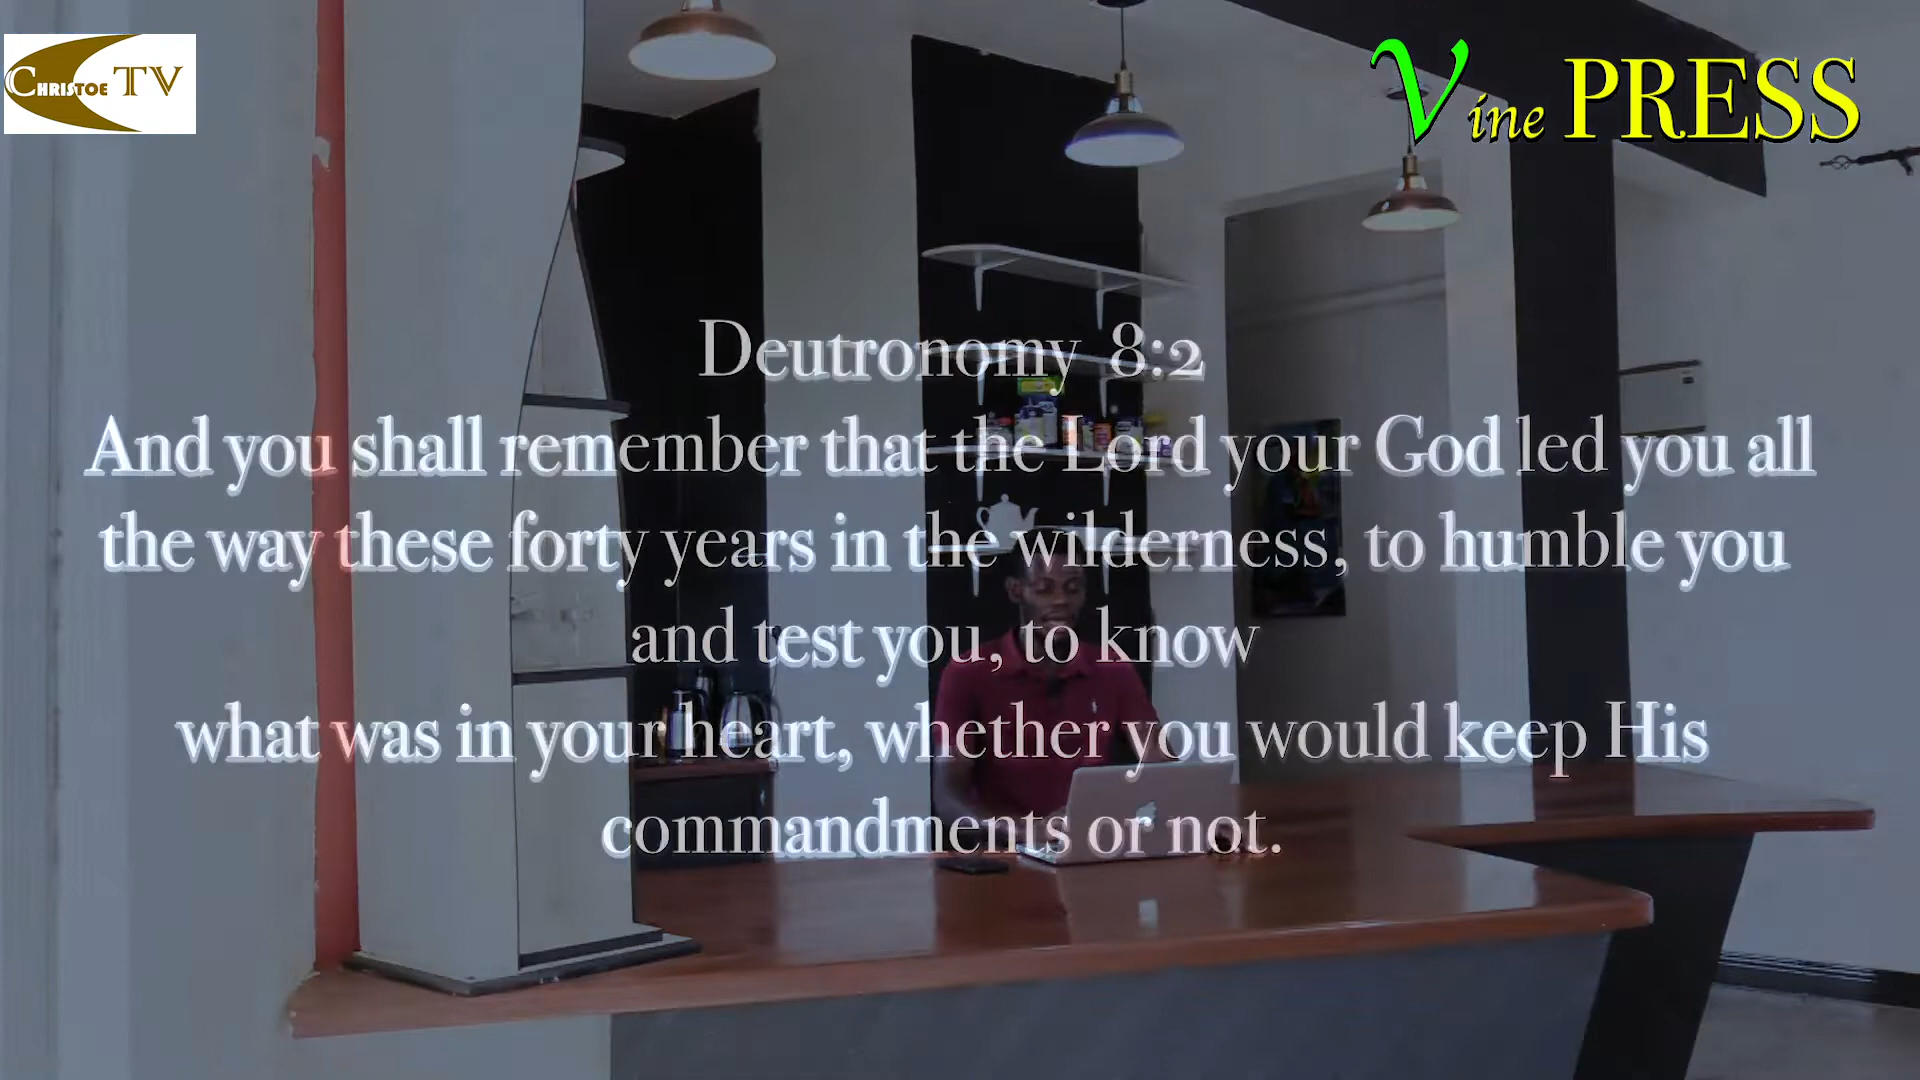 CHRISTOE TV
Vine PRESS
Deutronomy 8:2
And you shall remember that the Lord your God led you all
the way these forty years in the wilderness, to humble you
and test you, to know
what was in your heart, whether you would keep His
commandments or not.